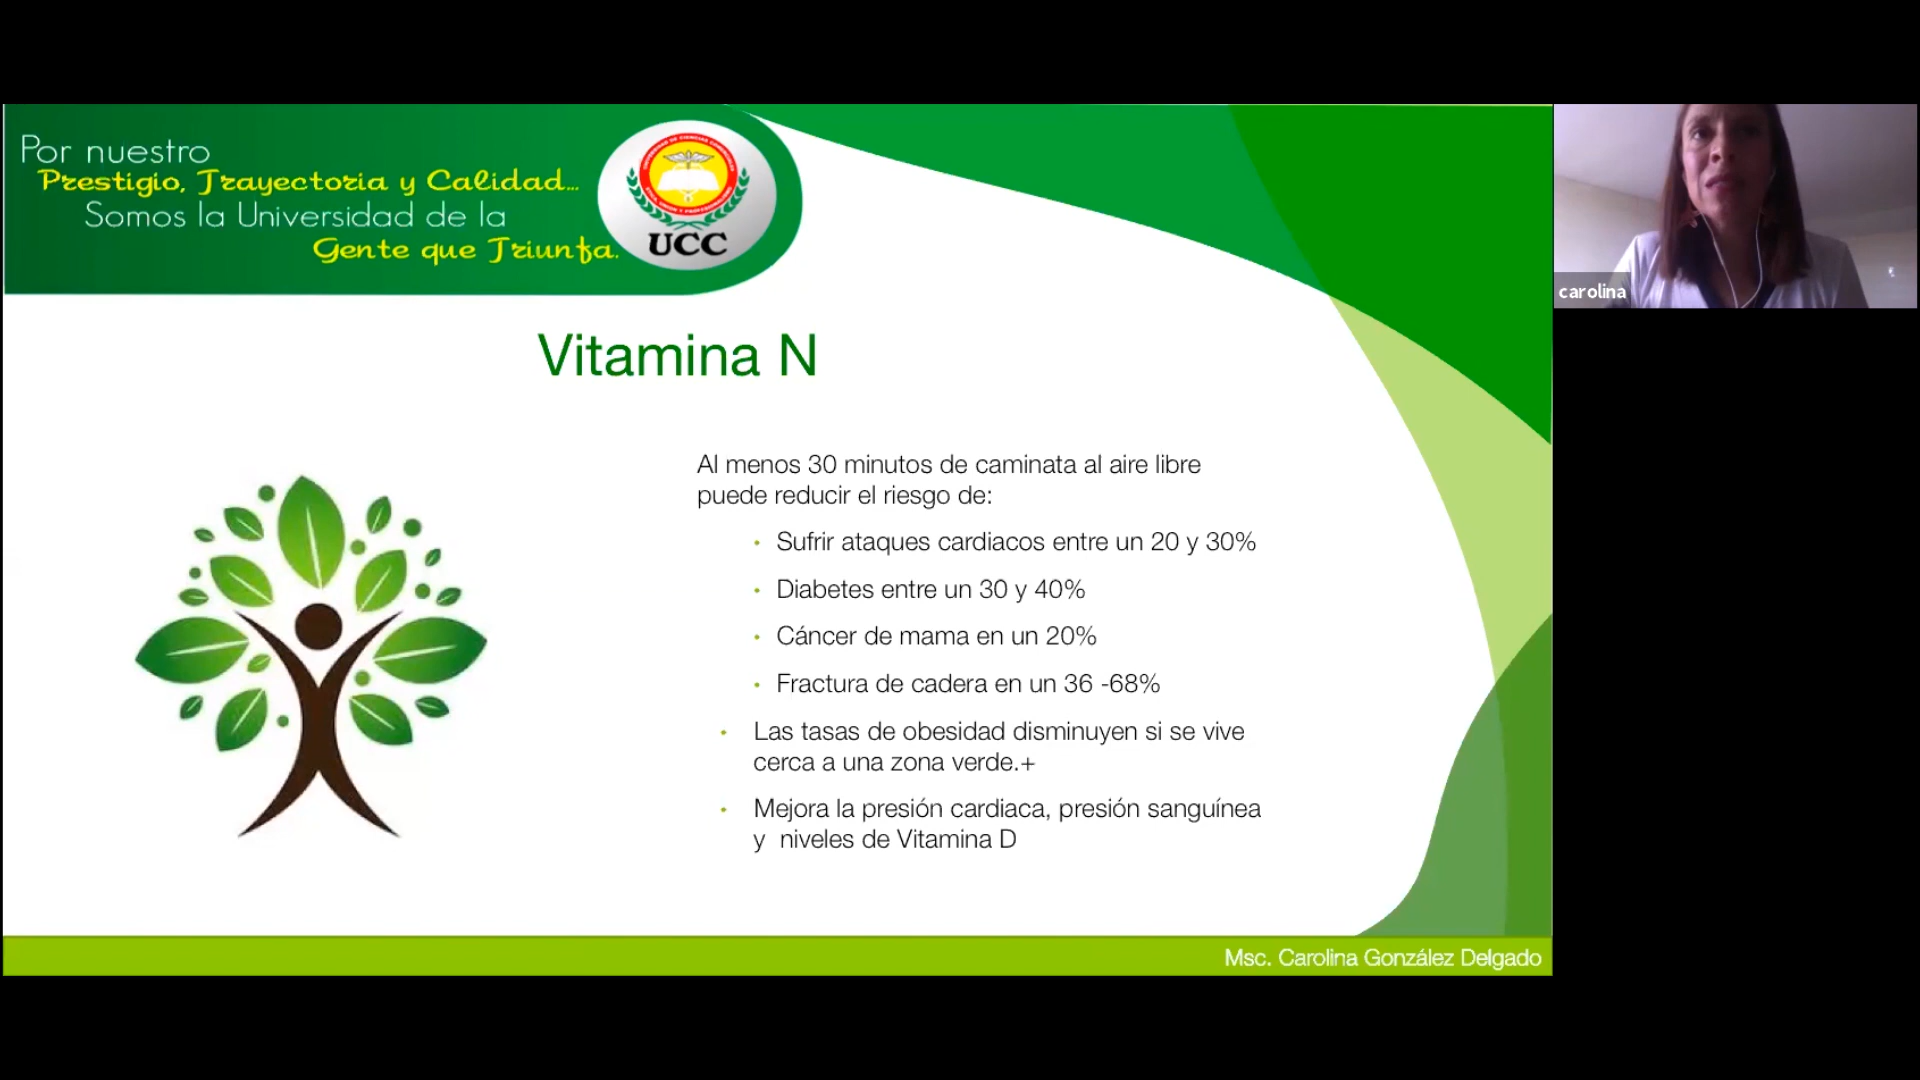 Por nuestro
Prestigio, Trayectoria y Calidad...
Somos la Universidad de la
Gente que Triunfa.
UNIVERSIDAD DE CIENCIAS COMERCIALES
UCC
carolina
Vitamina N
Al menos 30 minutos de caminata al aire libre
puede reducir el riesgo de:
• Sufrir ataques cardiacos entre un 20 y 30%
• Diabetes entre un 30 y 40%
• Cáncer de mama en un 20%
• Fractura de cadera en un 36 -68%
• Las tasas de obesidad disminuyen si se vive
cerca a una zona verde.+
• Mejora la presión cardiaca, presión sanguínea
y  niveles de Vitamina D
Msc. Carolina González Delgado